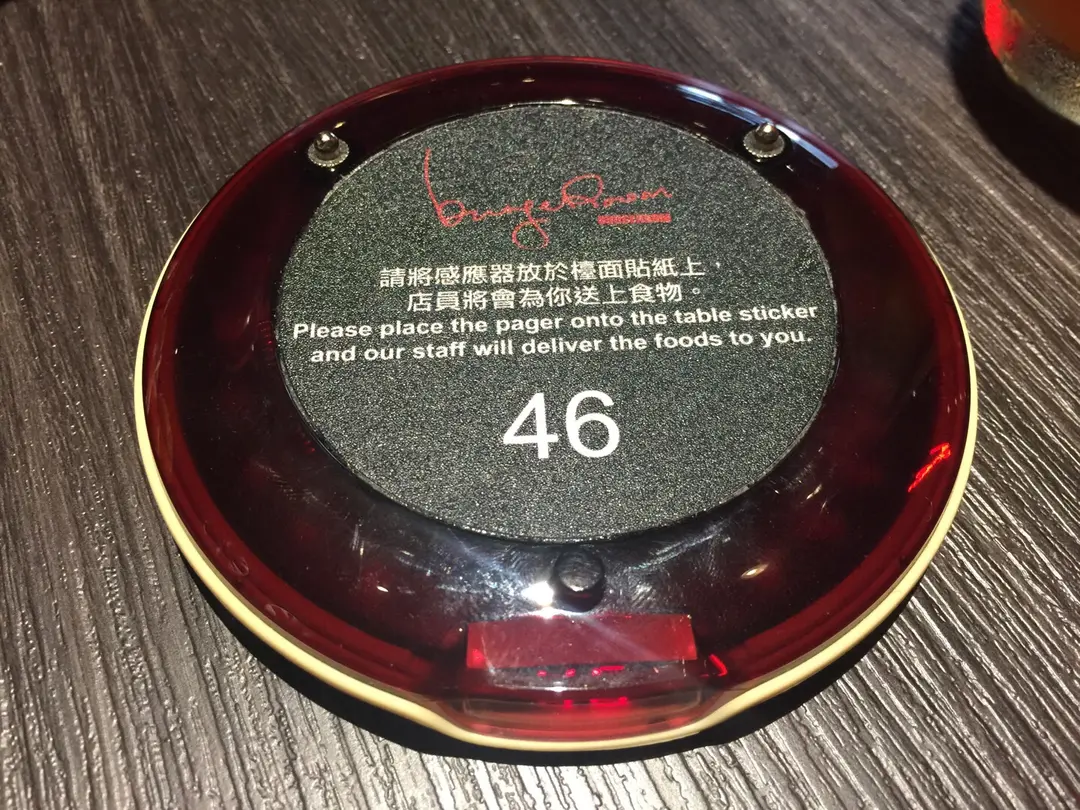 burgeRoom
請將感應器放於檯面貼紙上，
店員將會為你送上食物。
Please place the pager onto the table sticker
and our staff will deliver the foods to you.
46